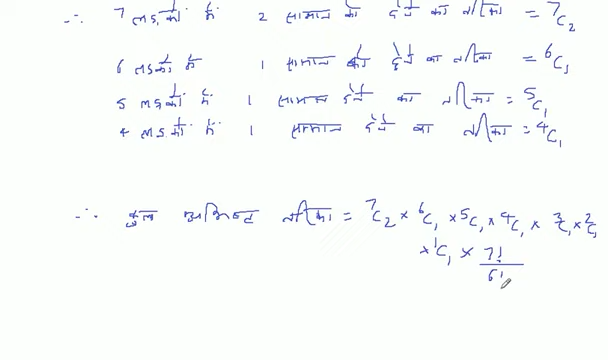 ∴ 7 लड़कों में 2 सामान को देने का तरीका = ⁷C₂
6 लड़कों में 1 सामान को देने का तरीका = ⁶C₁
5 लड़कों में 1 सामान देने का तरीका = ⁵C₁
4 लड़कों में 1 सामान देने का तरीका = ⁴C₁
∴ कुल अभिष्ट तरीका = ⁷C₂ × ⁶C₁ × ⁵C₁ × ⁴C₁ × ³C₁ × ²C₁
× ¹C₁ × 7!/6!